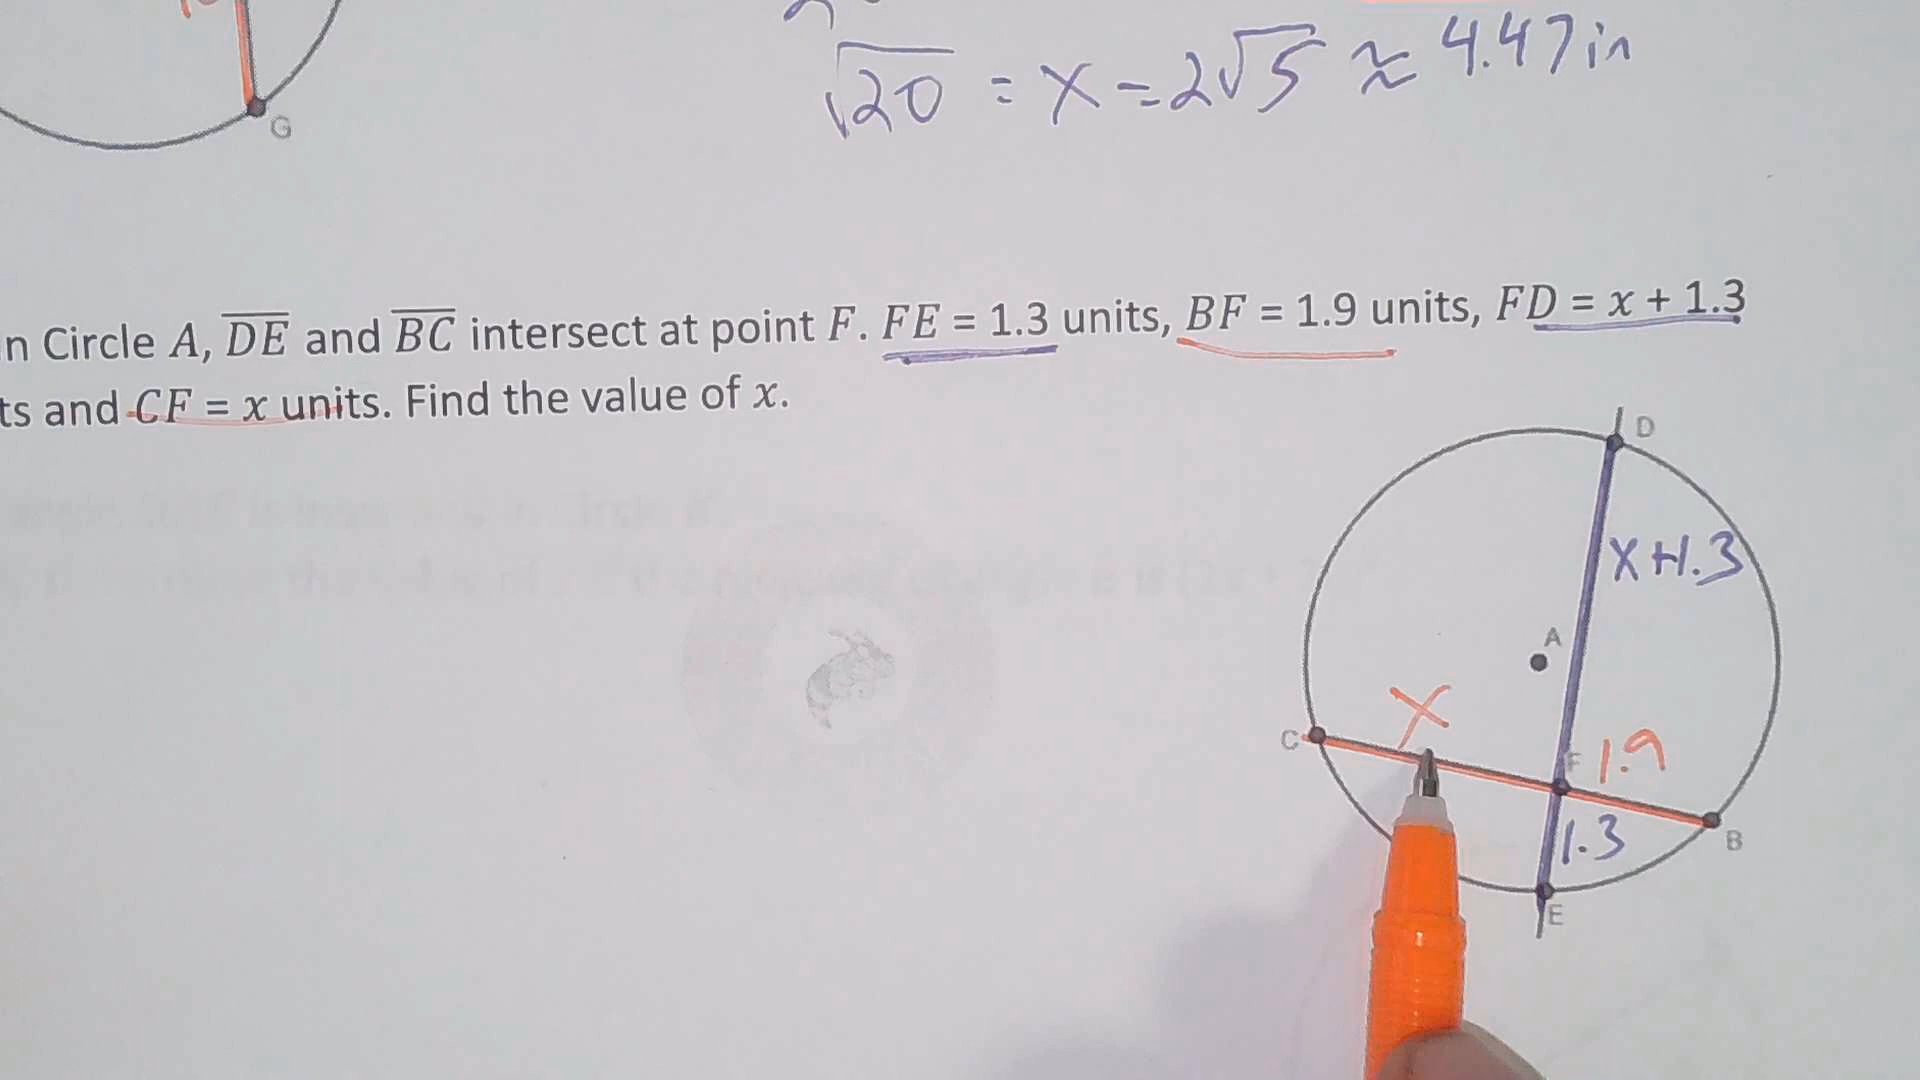 G
√20 = x = 2√5 ≈ 4.47in
n Circle A, DE and BC intersect at point F. FE = 1.3 units, BF = 1.9 units, FD = x + 1.3
ts and CF = x units. Find the value of x.
D
x+1.3
A
x
C
F 1.9
1.3
B
E